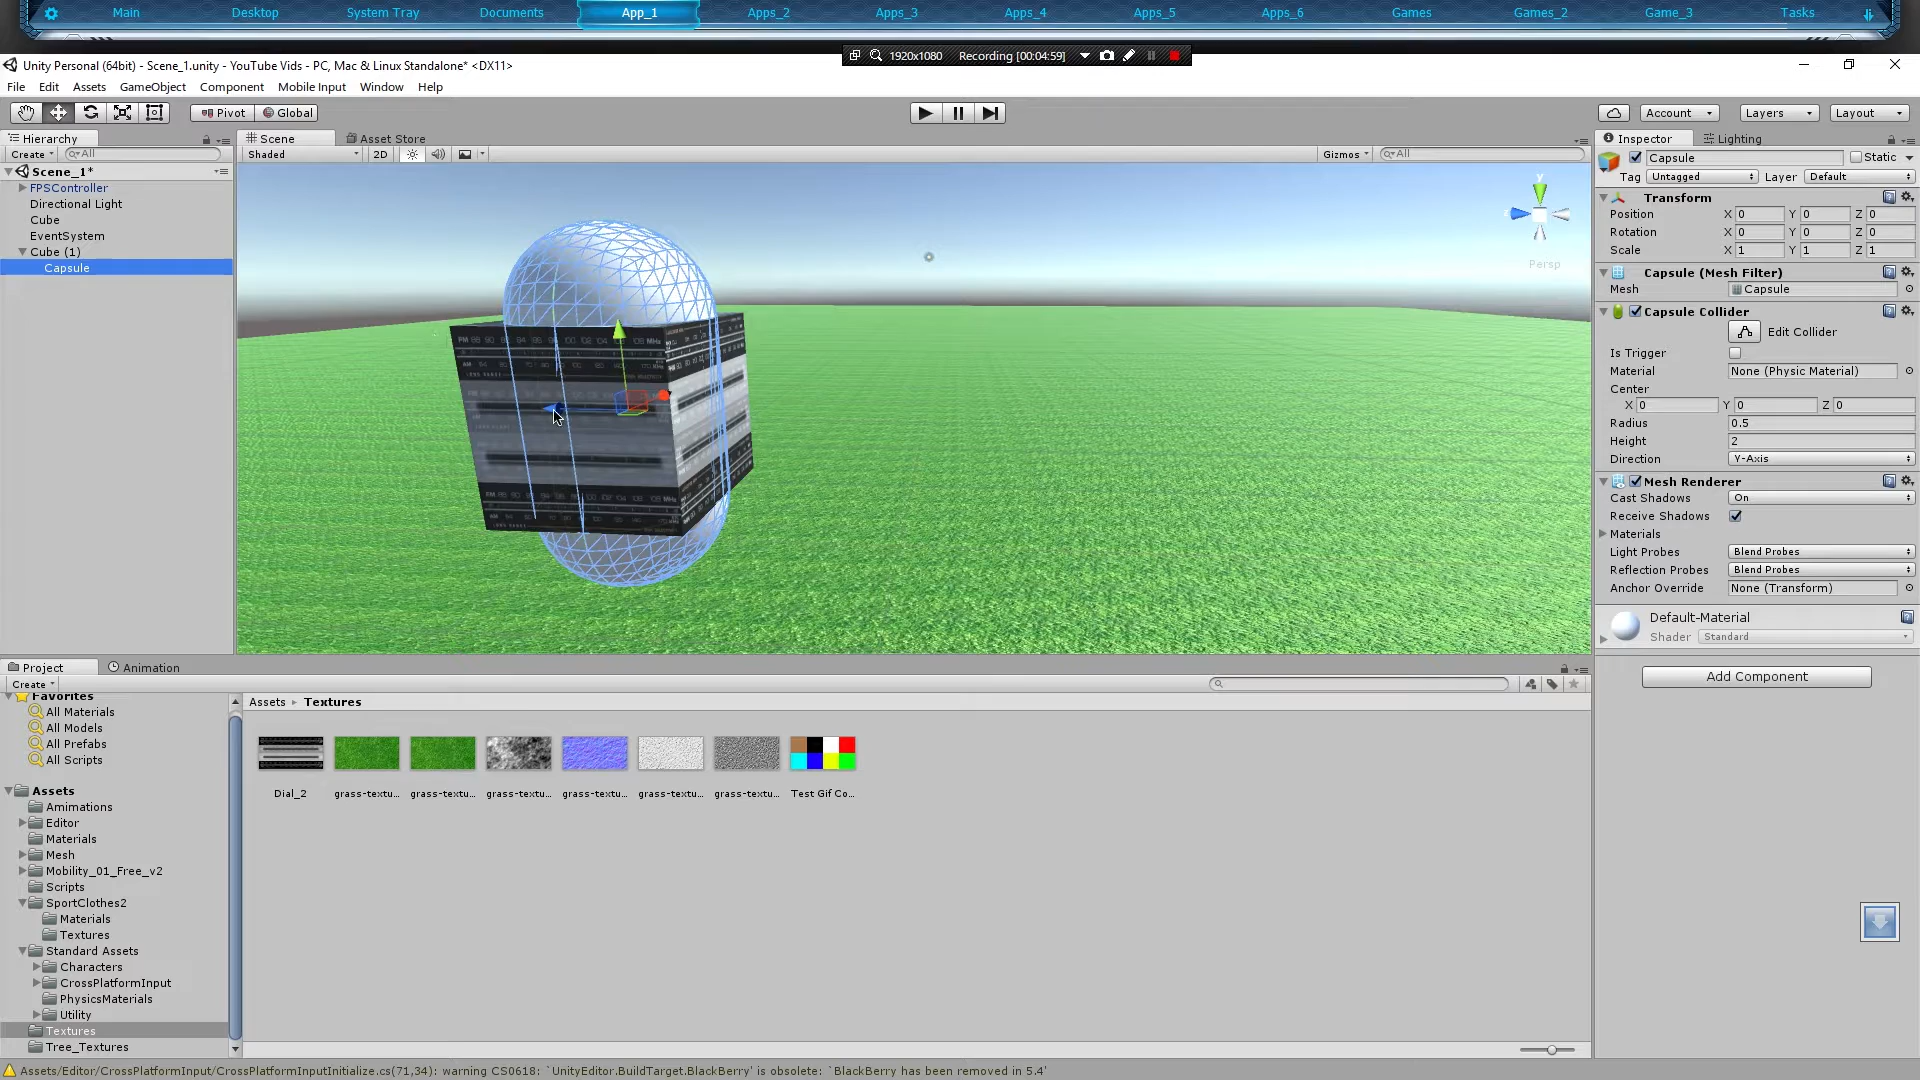 Main Desktop System Tray Documents App_1 Apps_2 Apps_3 Apps_4 Apps_5 Apps_6 Games Games_2 Game_3 Tasks
1920x1080 Recording [00:04:59]
Unity Personal (64bit) - Scene_1.unity - YouTube Vids - PC, Mac & Linux Standalone* <DX11>
File Edit Assets GameObject Component Mobile Input Window Help
Pivot Global Account Layers Layout
Hierarchy
Create All
Scene_1*
FPSController
Directional Light
Cube
EventSystem
Cube (1)
Capsule
Scene Asset Store
Shaded 2D Gizmos All
y
Persp
Inspector Lighting
Capsule Static
Tag Untagged Layer Default
Transform
Position X 0 Y 0 Z 0
Rotation X 0 Y 0 Z 0
Scale X 1 Y 1 Z 1
Capsule (Mesh Filter)
Mesh Capsule
Capsule Collider
Edit Collider
Is Trigger
Material None (Physic Material)
Center
X 0 Y 0 Z 0
Radius 0.5
Height 2
Direction Y-Axis
Mesh Renderer
Cast Shadows On
Receive Shadows
Materials
Light Probes Blend Probes
Reflection Probes Blend Probes
Anchor Override None (Transform)
Default-Material
Shader Standard
Add Component
Project Animation
Create
Favorites
All Materials
All Models
All Prefabs
All Scripts
Assets
Amimations
Editor
Materials
Mesh
Mobility_01_Free_v2
Scripts
SportClothes2
Materials
Textures
Standard Assets
Characters
CrossPlatformInput
PhysicsMaterials
Utility
Textures
Tree_Textures
Assets Textures
Dial_2 grass-textu... grass-textu... grass-textu... grass-textu... grass-textu... grass-textu... Test Gif Co...
Assets/Editor/CrossPlatformInput/CrossPlatformInputInitialize.cs(71,34): warning CS0618: `UnityEditor.BuildTarget.BlackBerry' is obsolete: `BlackBerry has been removed in 5.4'